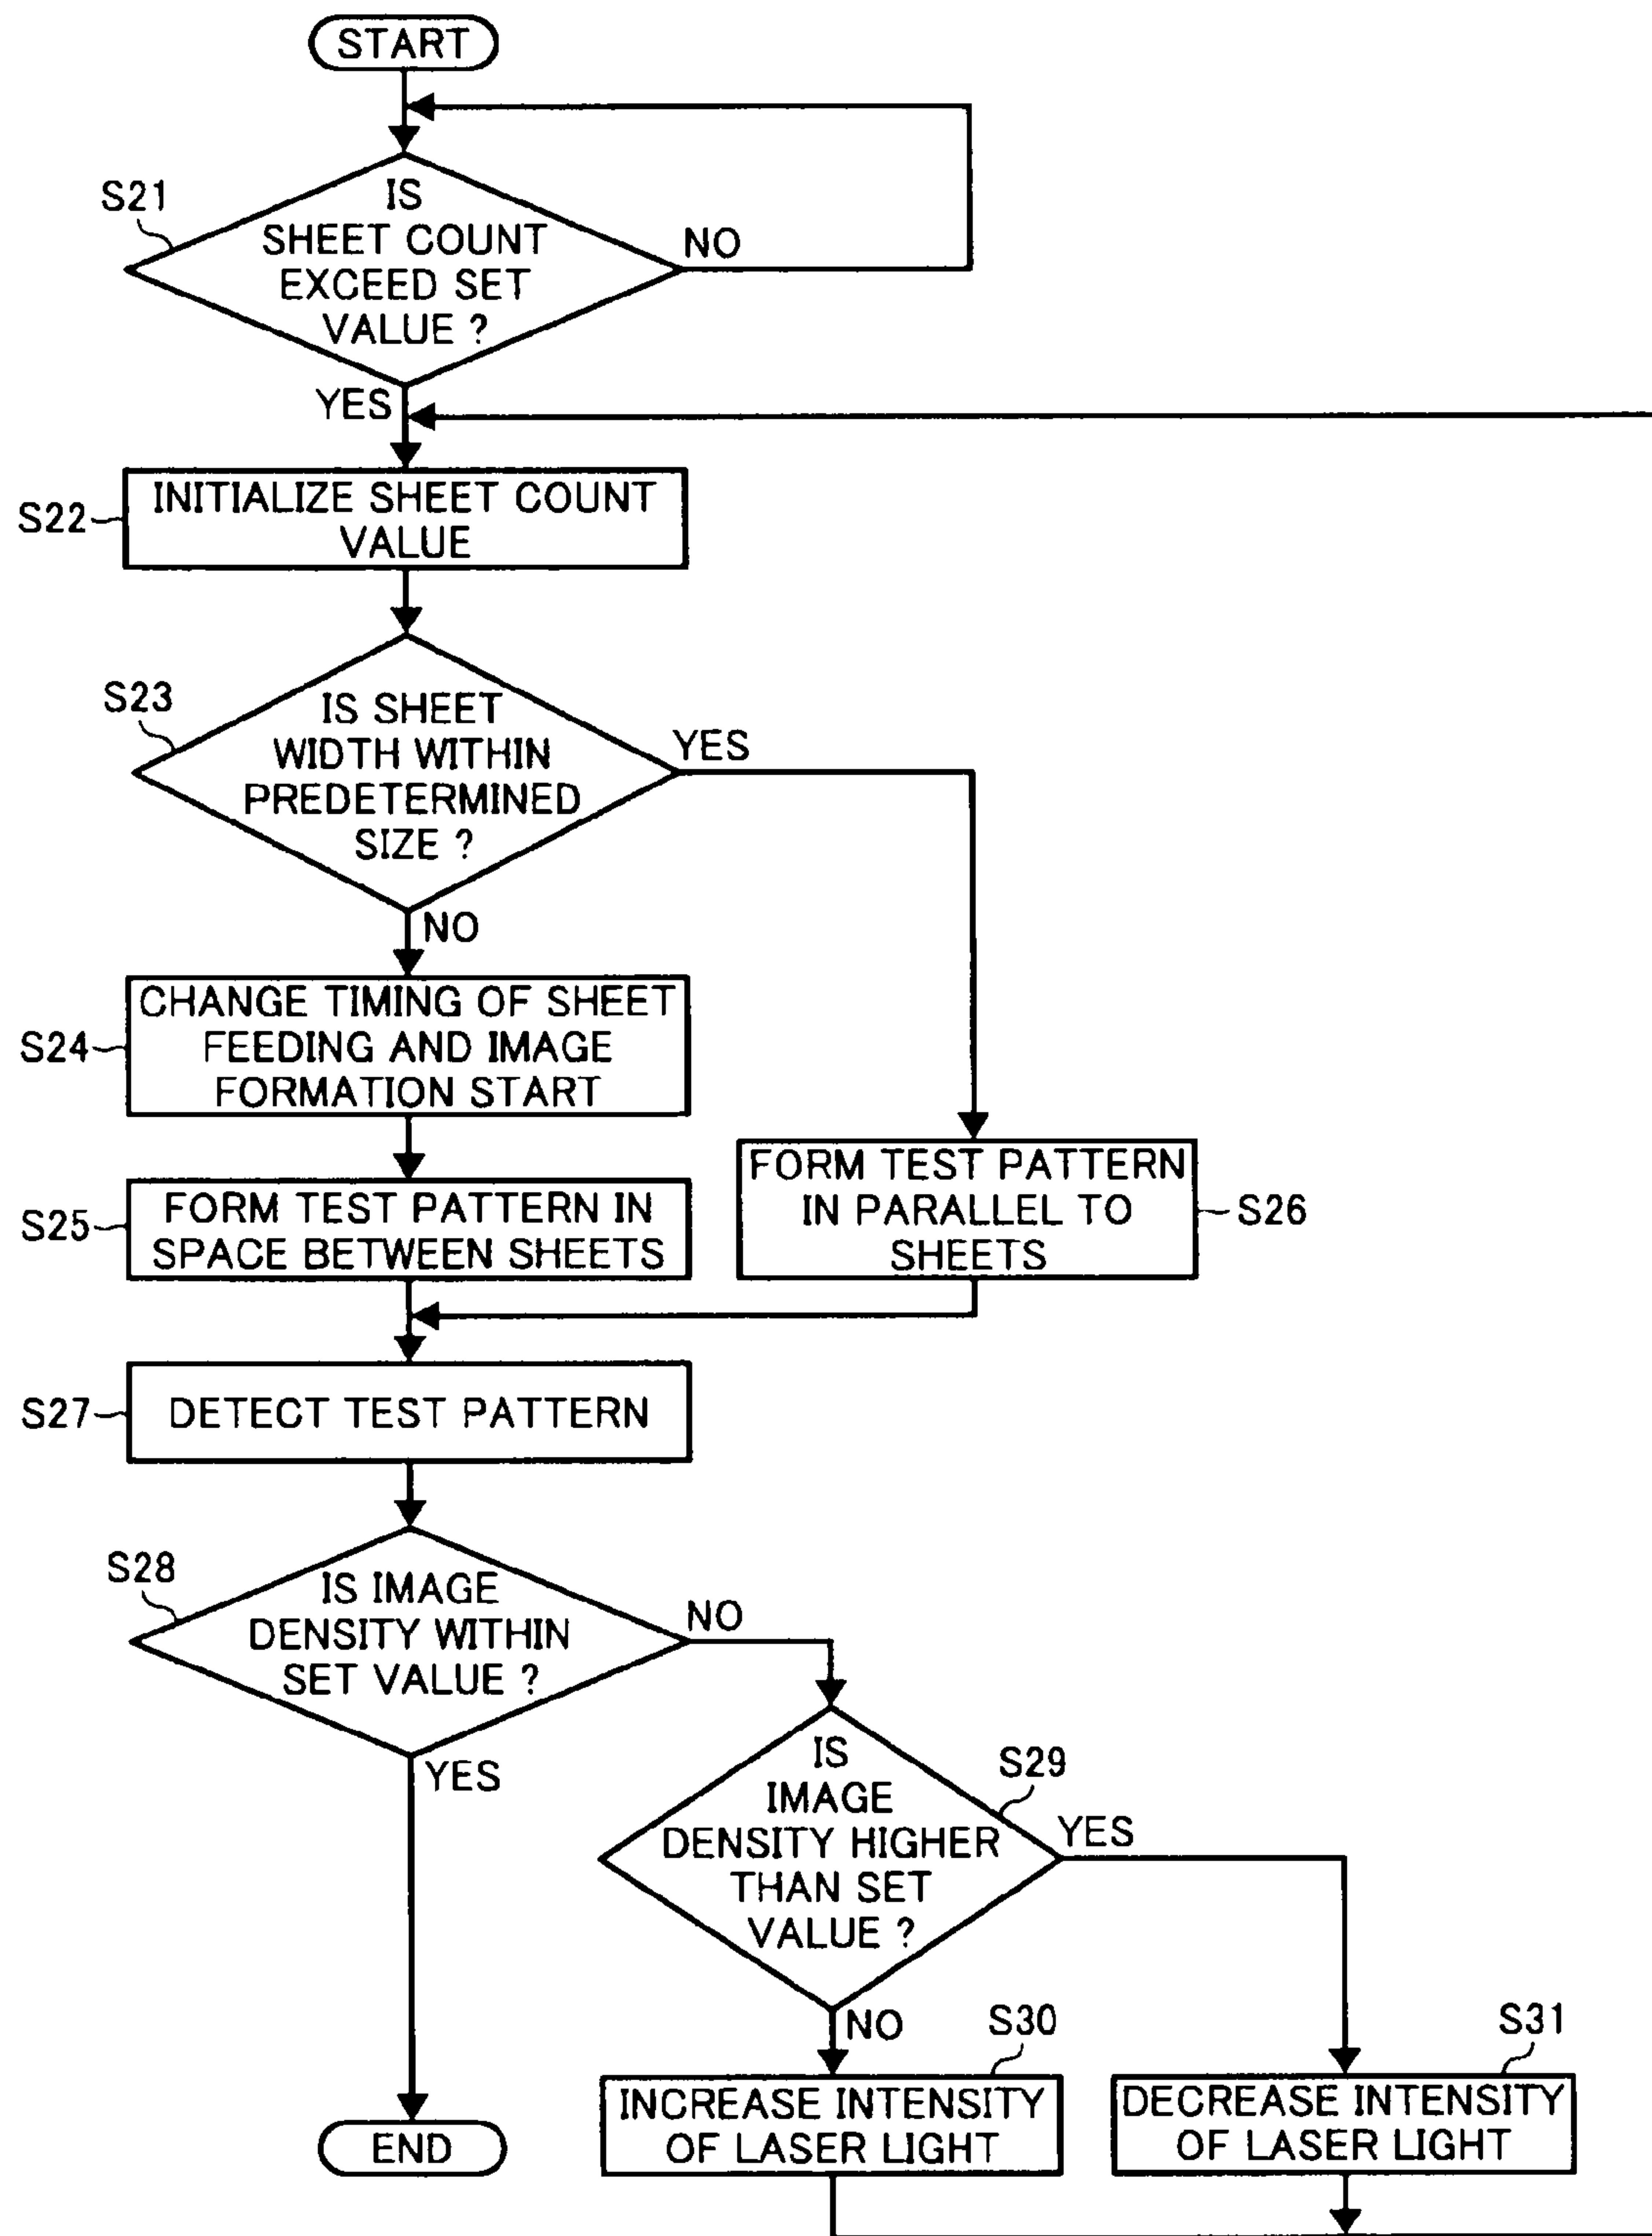 START
S21
IS
SHEET COUNT
EXCEED SET
VALUE ?
NO
YES
S22
INITIALIZE SHEET COUNT
VALUE
S23
IS SHEET
WIDTH WITHIN
PREDETERMINED
SIZE ?
YES
NO
S24
CHANGE TIMING OF SHEET
FEEDING AND IMAGE
FORMATION START
S25
FORM TEST PATTERN IN
SPACE BETWEEN SHEETS
FORM TEST PATTERN
IN PARALLEL TO
SHEETS
S26
S27
DETECT TEST PATTERN
S28
IS IMAGE
DENSITY WITHIN
SET VALUE ?
NO
YES
S29
IS
IMAGE
DENSITY HIGHER
THAN SET
VALUE ?
YES
NO
S30
INCREASE INTENSITY
OF LASER LIGHT
S31
DECREASE INTENSITY
OF LASER LIGHT
END